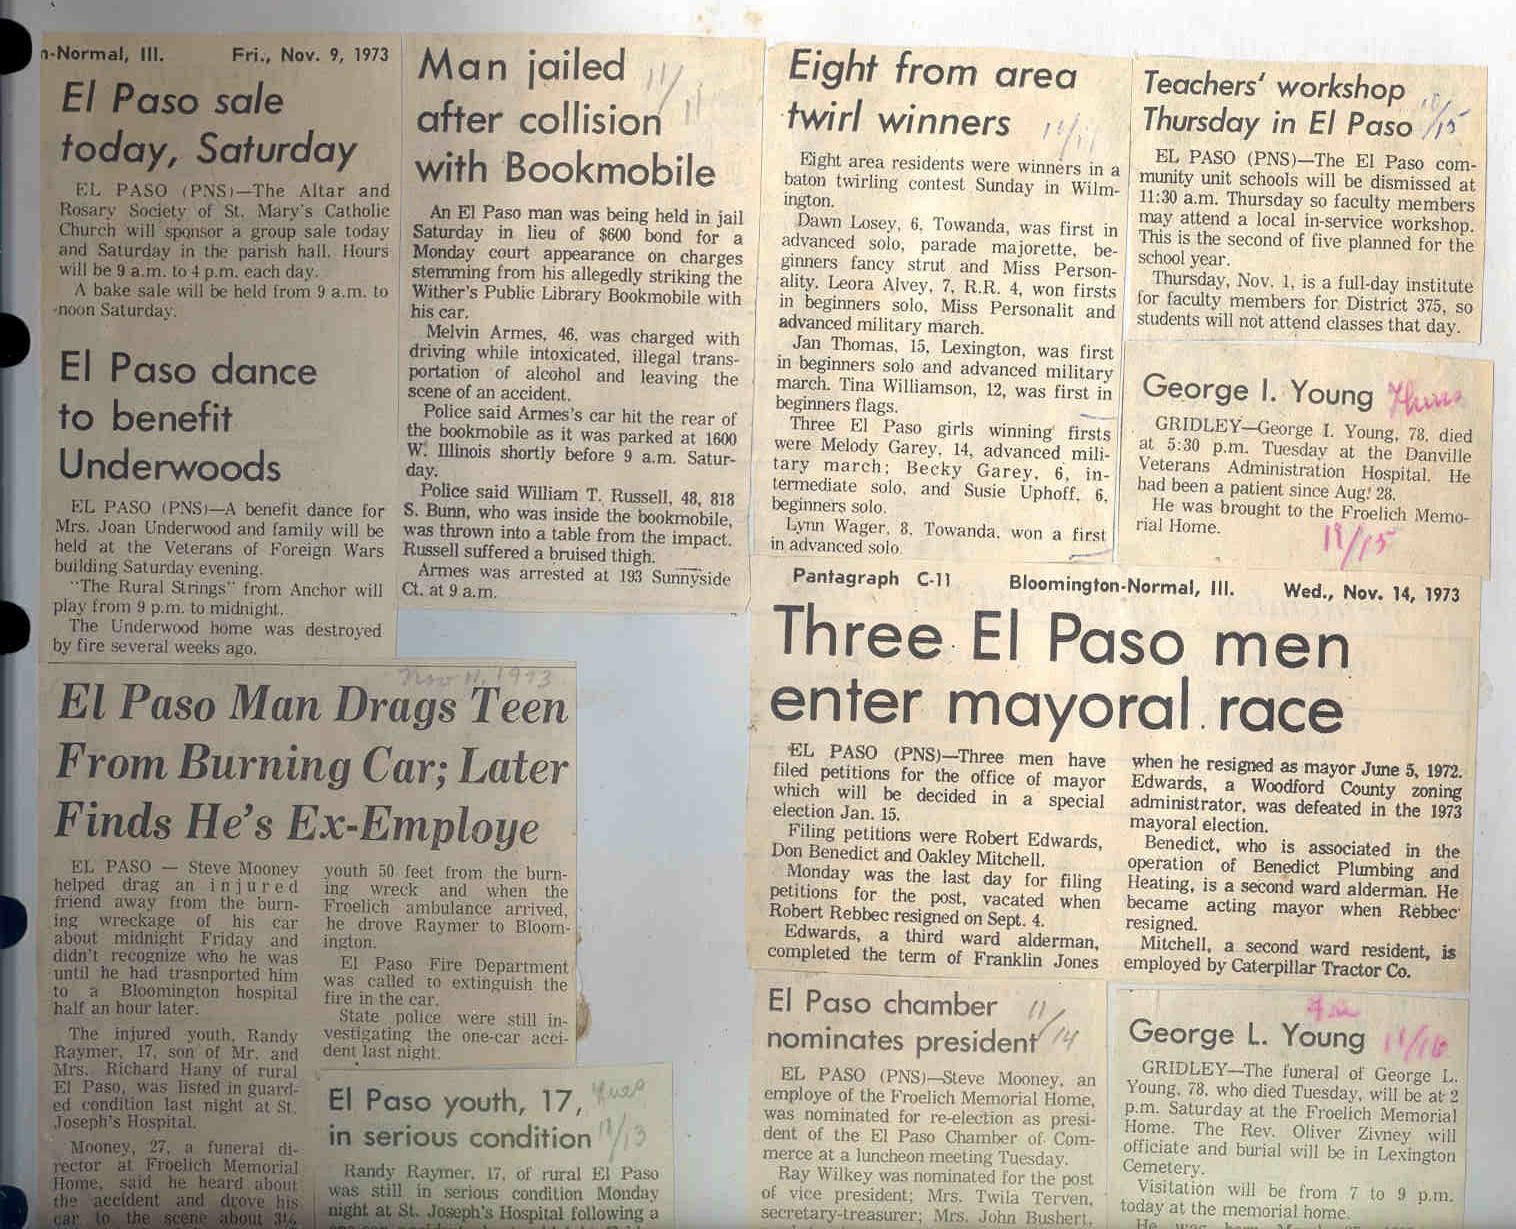 n-Normal, Ill. Fri., Nov. 9, 1973
El Paso sale
today, Saturday
EL PASO (PNS)—The Altar and
Rosary Society of St. Mary's Catholic
Church will sponsor a group sale today
and Saturday in the parish hall. Hours
will be 9 a.m. to 4 p.m. each day.
A bake sale will be held from 9 a.m. to
noon Saturday.
El Paso dance
to benefit
Underwoods
EL PASO (PNS)—A benefit dance for
Mrs. Joan Underwood and family will be
held at the Veterans of Foreign Wars
building Saturday evening.
"The Rural Strings" from Anchor will
play from 9 p.m. to midnight.
The Underwood home was destroyed
by fire several weeks ago.
Man jailed 11/11
after collision
with Bookmobile
An El Paso man was being held in jail
Saturday in lieu of $600 bond for a
Monday court appearance on charges
stemming from his allegedly striking the
Wither's Public Library Bookmobile with
his car.
Melvin Armes, 46, was charged with
driving while intoxicated, illegal trans-
portation of alcohol and leaving the
scene of an accident.
Police said Armes's car hit the rear of
the bookmobile as it was parked at 1600
W. Illinois shortly before 9 a.m. Satur-
day.
Police said William T. Russell, 48, 818
S. Bunn, who was inside the bookmobile,
was thrown into a table from the impact.
Russell suffered a bruised thigh.
Armes was arrested at 193 Sunnyside
Ct. at 9 a.m.
Eight from area
twirl winners
Eight area residents were winners in a
baton twirling contest Sunday in Wilm-
ington.
Dawn Losey, 6, Towanda, was first in
advanced solo, parade majorette, be-
ginners fancy strut and Miss Person-
ality. Leora Alvey, 7, R.R. 4, won firsts
in beginners solo, Miss Personalit and
advanced military march.
Jan Thomas, 15, Lexington, was first
in beginners solo and advanced military
march. Tina Williamson, 12, was first in
beginners flags.
Three El Paso girls winning firsts
were Melody Garey, 14, advanced mili-
tary march; Becky Garey, 6, in-
termediate solo, and Susie Uphoff, 6,
beginners solo.
Lynn Wager, 8, Towanda, won a first
in advanced solo.
Teachers' workshop
Thursday in El Paso
EL PASO (PNS)—The El Paso com-
munity unit schools will be dismissed at
11:30 a.m. Thursday so faculty members
may attend a local in-service workshop.
This is the second of five planned for the
school year.
Thursday, Nov. 1, is a full-day institute
for faculty members for District 375, so
students will not attend classes that day.
George I. Young Thurs
GRIDLEY—George I. Young, 78, died
at 5:30 p.m. Tuesday at the Danville
Veterans Administration Hospital. He
had been a patient since Aug. 28.
He was brought to the Froelich Memo-
rial Home.
Pantagraph C-11 Bloomington-Normal, Ill. Wed., Nov. 14, 1973
Three El Paso men
enter mayoral race
EL PASO (PNS)—Three men have
filed petitions for the office of mayor
which will be decided in a special
election Jan. 15.
Filing petitions were Robert Edwards,
Don Benedict and Oakley Mitchell.
Monday was the last day for filing
petitions for the post, vacated when
Robert Rebbec resigned on Sept. 4.
Edwards, a third ward alderman,
completed the term of Franklin Jones
when he resigned as mayor June 5, 1972.
Edwards, a Woodford County zoning
administrator, was defeated in the 1973
mayoral election.
Benedict, who is associated in the
operation of Benedict Plumbing and
Heating, is a second ward alderman. He
became acting mayor when Rebbec
resigned.
Mitchell, a second ward resident, is
employed by Caterpillar Tractor Co.
Nov 11, 1973
El Paso Man Drags Teen
From Burning Car; Later
Finds He's Ex-Employe
EL PASO — Steve Mooney
helped drag an injured
friend away from the burn-
ing wreckage of his car
about midnight Friday and
didn't recognize who he was
until he had trasnported him
to a Bloomington hospital
half an hour later.
The injured youth, Randy
Raymer, 17, son of Mr. and
Mrs. Richard Hany of rural
El Paso, was listed in guard-
ed condition last night at St.
Joseph's Hospital.
Mooney, 27, a funeral di-
rector at Froelich Memorial
Home, said he heard about
the accident and drove his
car to the scene about 3¼
youth 50 feet from the burn-
ing wreck and when the
Froelich ambulance arrived,
he drove Raymer to Bloom-
ington.
El Paso Fire Department
was called to extinguish the
fire in the car.
State police were still in-
vestigating the one-car acci-
dent last night.
El Paso youth, 17,
in serious condition 11/13
Randy Raymer, 17, of rural El Paso
was still in serious condition Monday
night at St. Joseph's Hospital following a
El Paso chamber 11/14
nominates president
EL PASO (PNS)—Steve Mooney, an
employe of the Froelich Memorial Home,
was nominated for re-election as presi-
dent of the El Paso Chamber of Com-
merce at a luncheon meeting Tuesday.
Ray Wilkey was nominated for the post
of vice president; Mrs. Twila Terven,
secretary-treasurer; Mrs. John Bushert,
George L. Young 11/16
GRIDLEY—The funeral of George L.
Young, 78, who died Tuesday, will be at 2
p.m. Saturday at the Froelich Memorial
Home. The Rev. Oliver Zivney will
officiate and burial will be in Lexington
Cemetery.
Visitation will be from 7 to 9 p.m.
today at the memorial home.